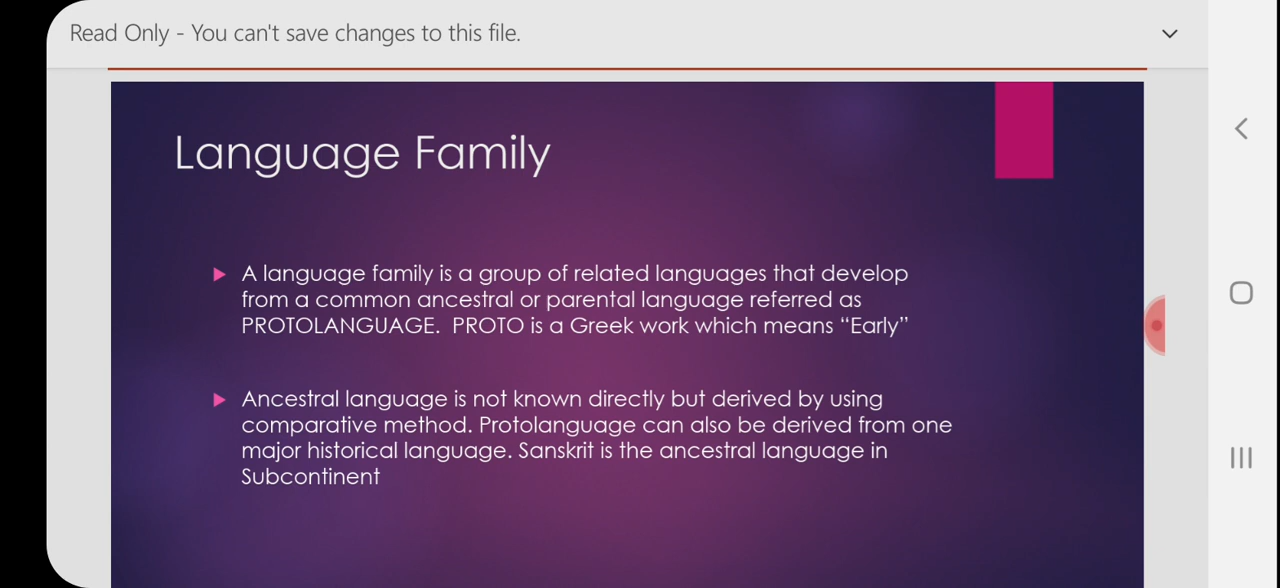 Read Only - You can't save changes to this file.
Language Family
A language family is a group of related languages that develop
from a common ancestral or parental language referred as
PROTOLANGUAGE.  PROTO is a Greek work which means “Early”
Ancestral language is not known directly but derived by using
comparative method. Protolanguage can also be derived from one
major historical language. Sanskrit is the ancestral language in
Subcontinent